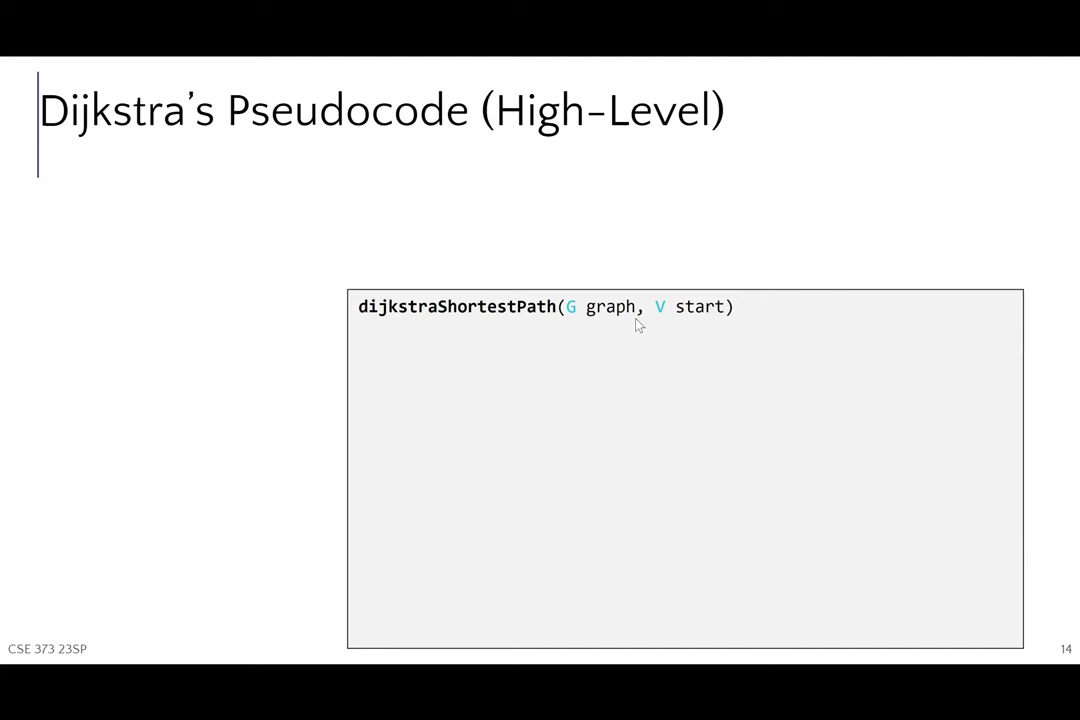 Dijkstra’s Pseudocode (High-Level)
dijkstraShortestPath(G graph, V start)
CSE 373 23SP
14